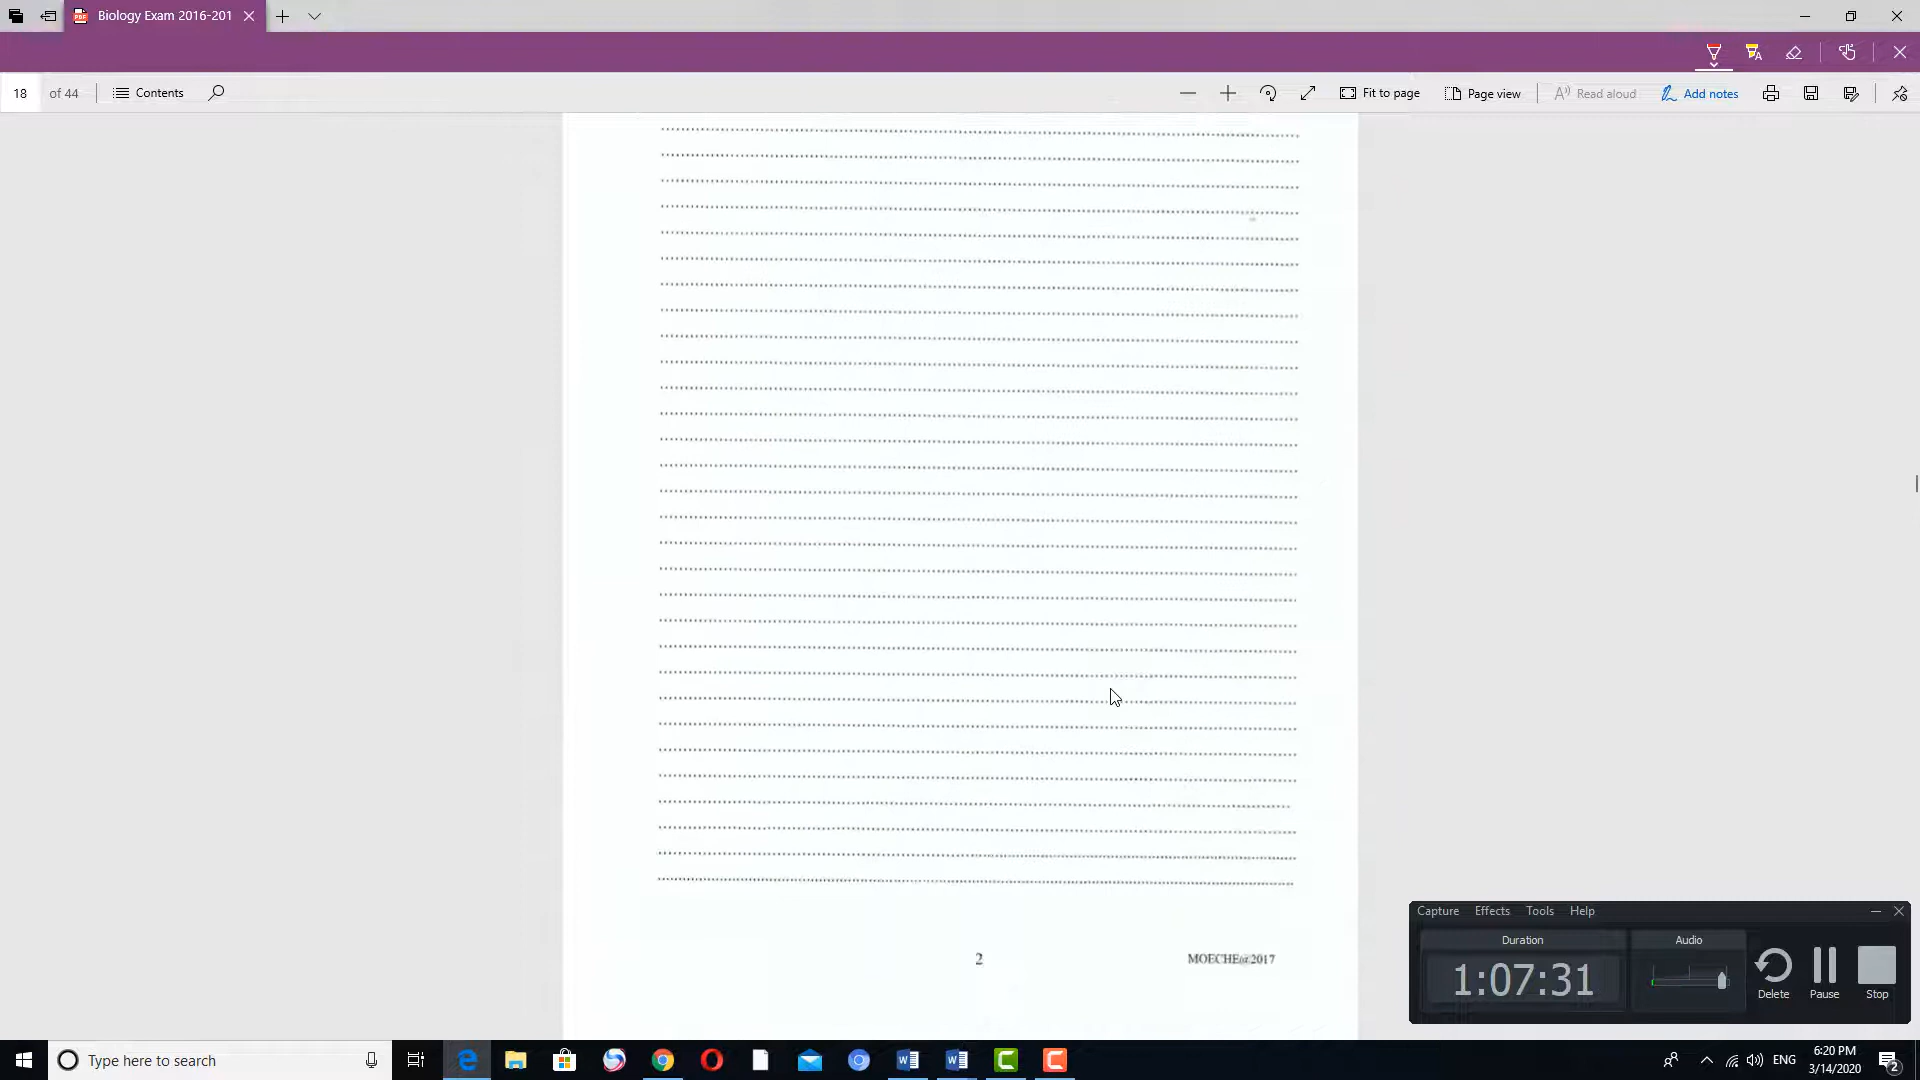 Biology Exam 2016-201
18 of 44 Contents Fit to page Page view Read aloud Add notes
2 MOECHE@2017
Capture Effects Tools Help
Duration Audio
1:07:31
Delete Pause Stop
Type here to search
ENG
6:20 PM
3/14/2020
2